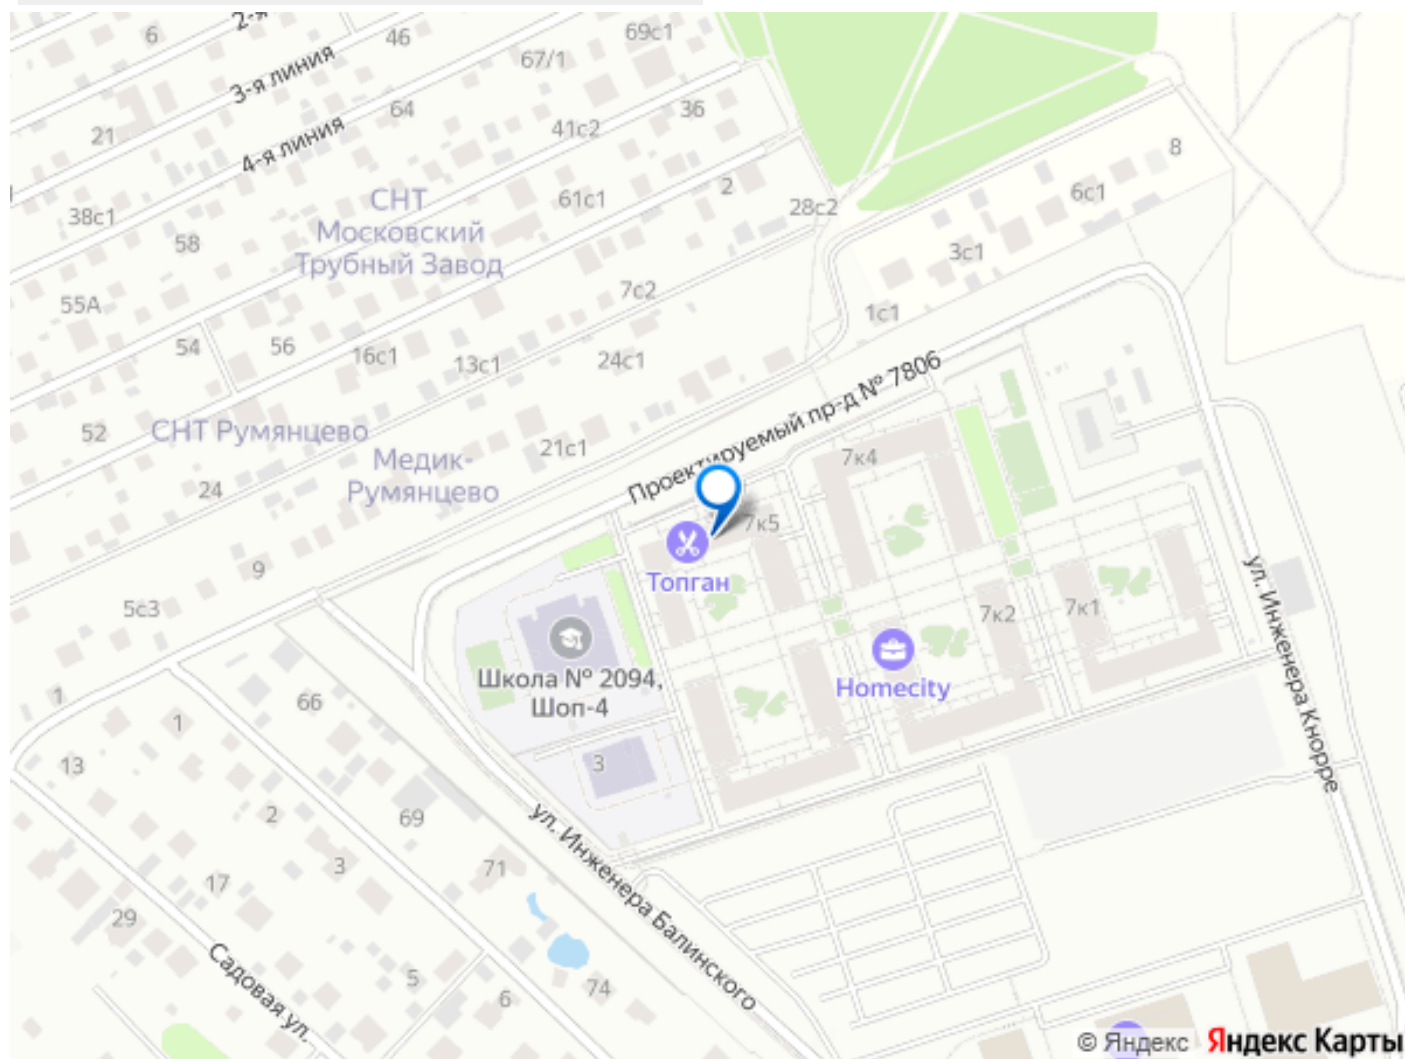 2-я
6
46
69с1
3-я линия
67/1
64
36
21
4-я линия
41с2
8
СНТ
Московский
Трубный Завод
2
61с1
6с1
38с1
28с2
58
3с1
7с2
55А
1с1
54
56
16с1
13с1
24с1
Проектируемый пр-д № 7806
52
СНТ Румянцево
21с1
Медик-
Румянцево
7к4
24
7к5
Топган
9
5с3
7к2
7к1
ул. Инженера Кнорре
Школа № 2094,
Шоп-4
Homecity
1
66
1
13
3
2
69
ул. Инженера Балинского
3
71
17
29
Садовая ул.
5
6
74
© Яндекс Яндекс Карты